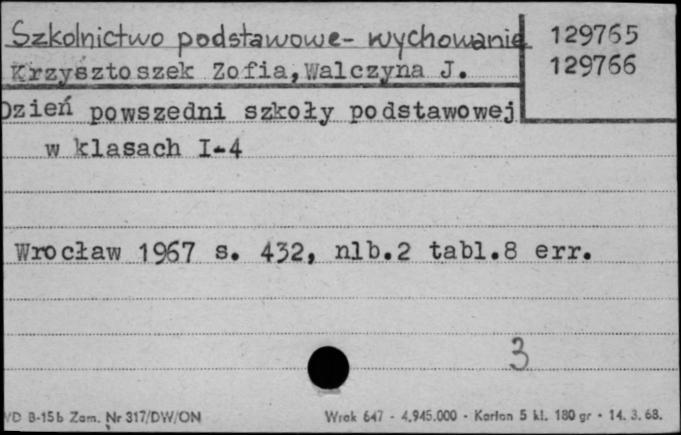 Szkolnictwo podstawowe - wychowanie
129765
Krzysztoszek Zofia, Walczyna J.
129766
Dzień powszedni szkoły podstawowej
w klasach I-4
Wrocław 1967 s. 432, nlb.2 tabl.8 err.
3
VD B-15b Zam. Nr 317/DW/ON Wrak 647 - 4.945.000 - Karton 5 kl. 180 gr - 14. 3. 68.